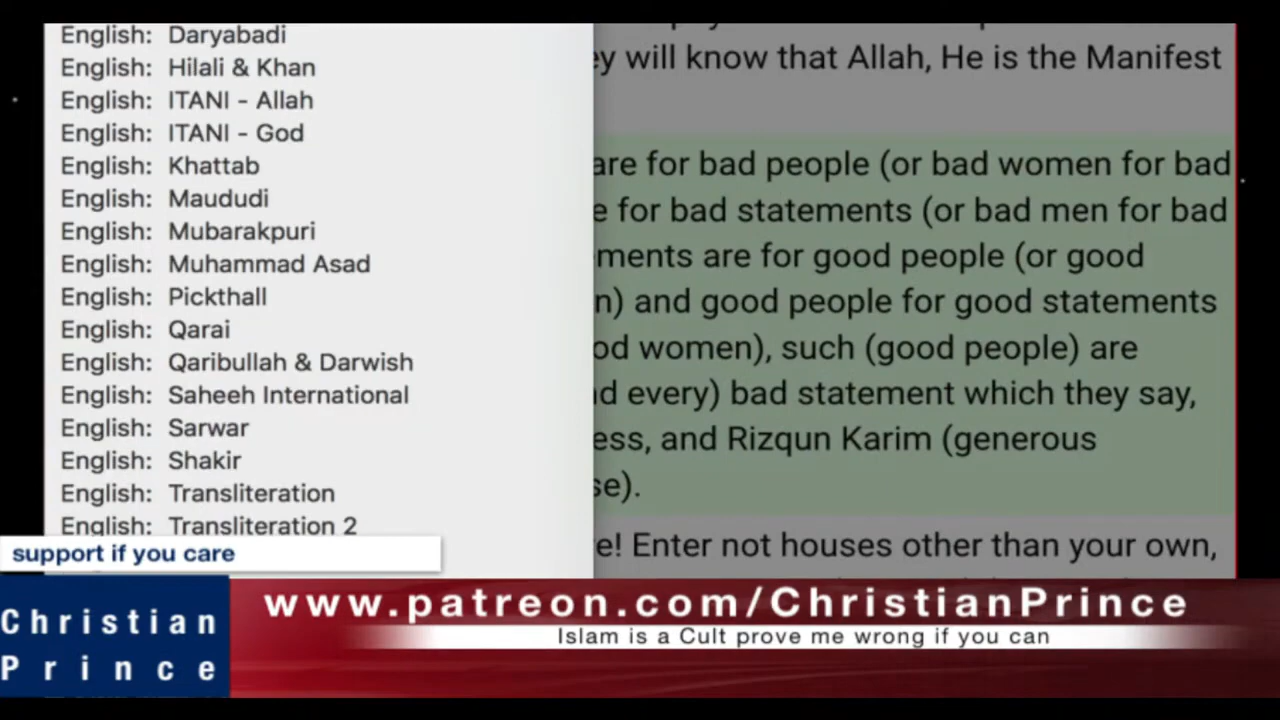 English: Daryabadi
English: Hilali & Khan
English: ITANI - Allah
English: ITANI - God
English: Khattab
English: Maududi
English: Mubarakpuri
English: Muhammad Asad
English: Pickthall
English: Qarai
English: Qaribullah & Darwish
English: Saheeh International
English: Sarwar
English: Shakir
English: Transliteration
English: Transliteration 2
will know that Allah, He is the Manifest
are for bad people (or bad women for bad
for bad statements (or bad men for bad
are for good people (or good
and good people for good statements
women), such (good people) are
every) bad statement which they say,
and Rizqun Karim (generous
Enter not houses other than your own,
support if you care
Christian
Prince
www.patreon.com/ChristianPrince
Islam is a Cult prove me wrong if you can